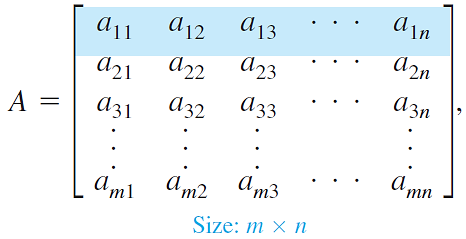 a11 a12 a13 · · · a1n
a21 a22 a23 · · · a2n
A = a31 a32 a33 · · · a3n ,
. . . .
. . . .
. . . .
am1 am2 am3 · · · amn
Size: m × n